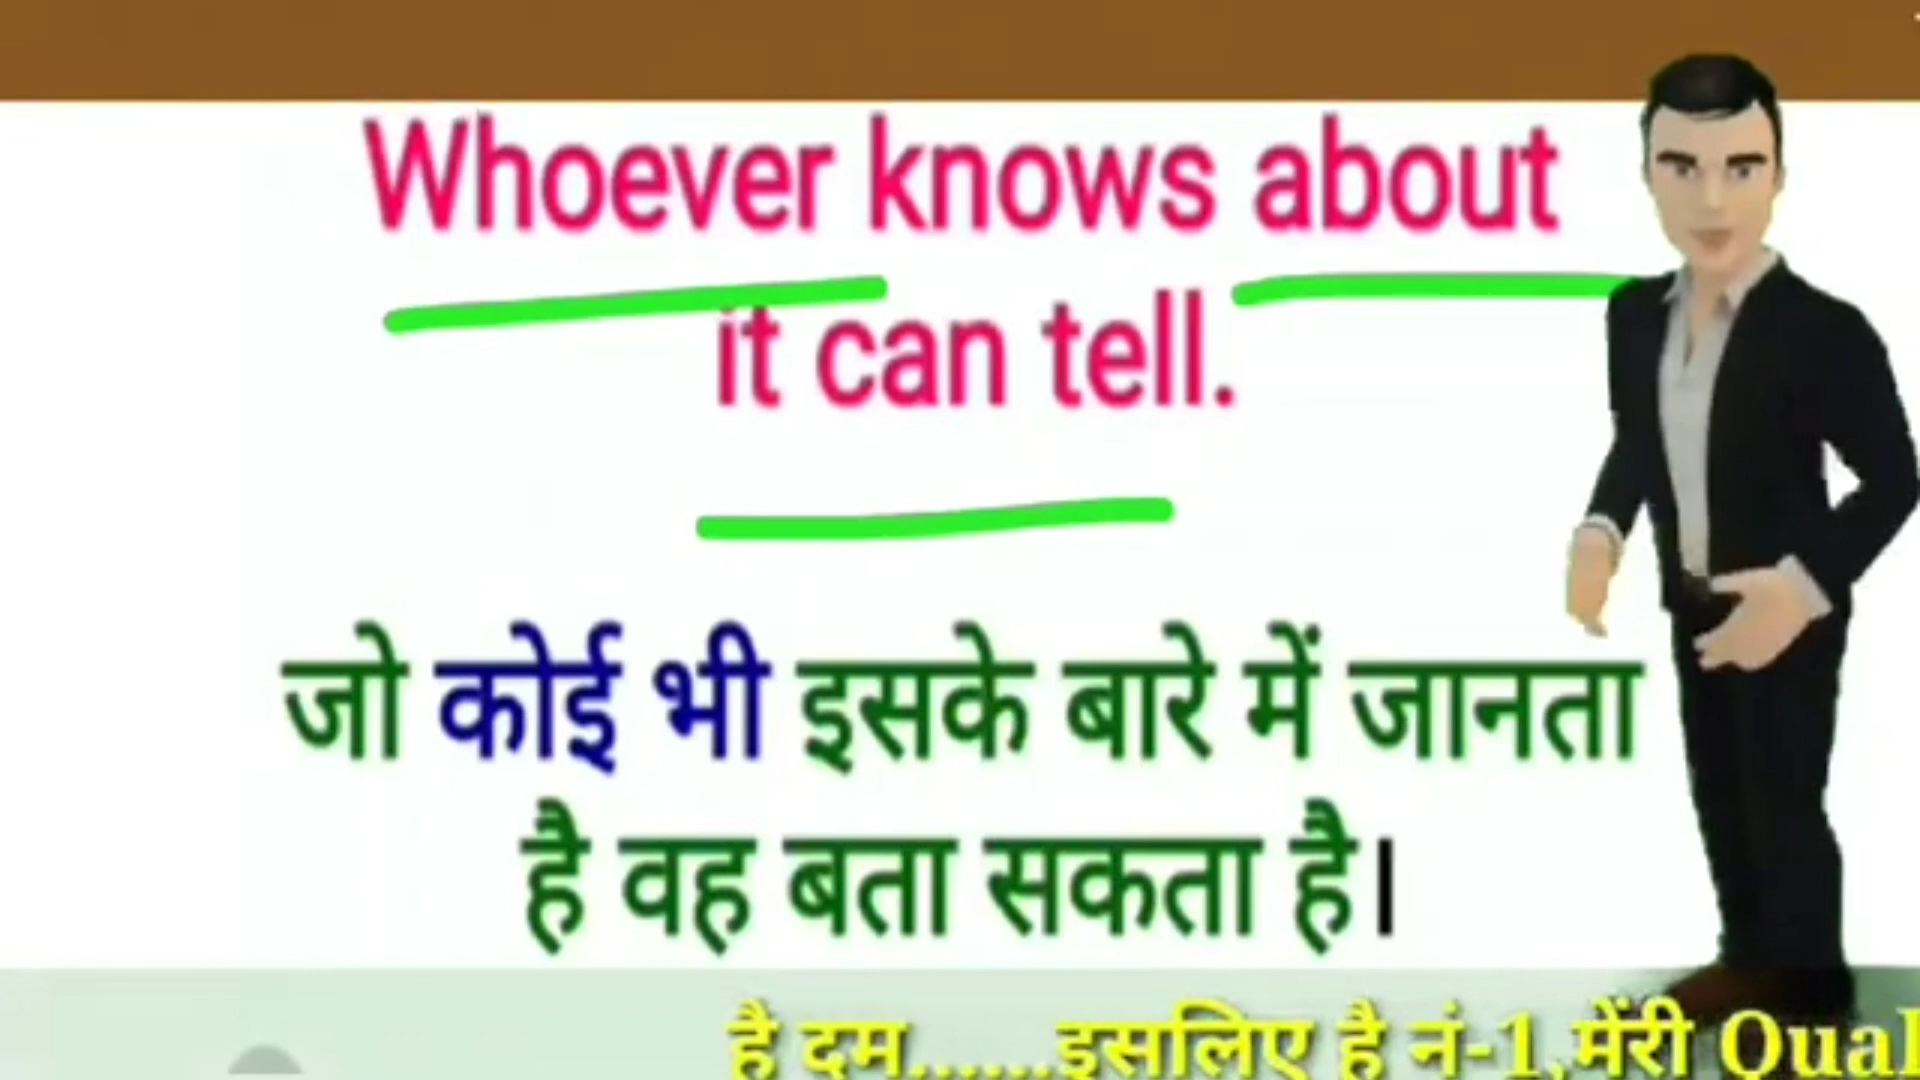 Whoever knows about
it can tell.
जो कोई भी इसके बारे में जानता
है वह बता सकता है।
है दम......इसलिए है नं-1,मेंरी